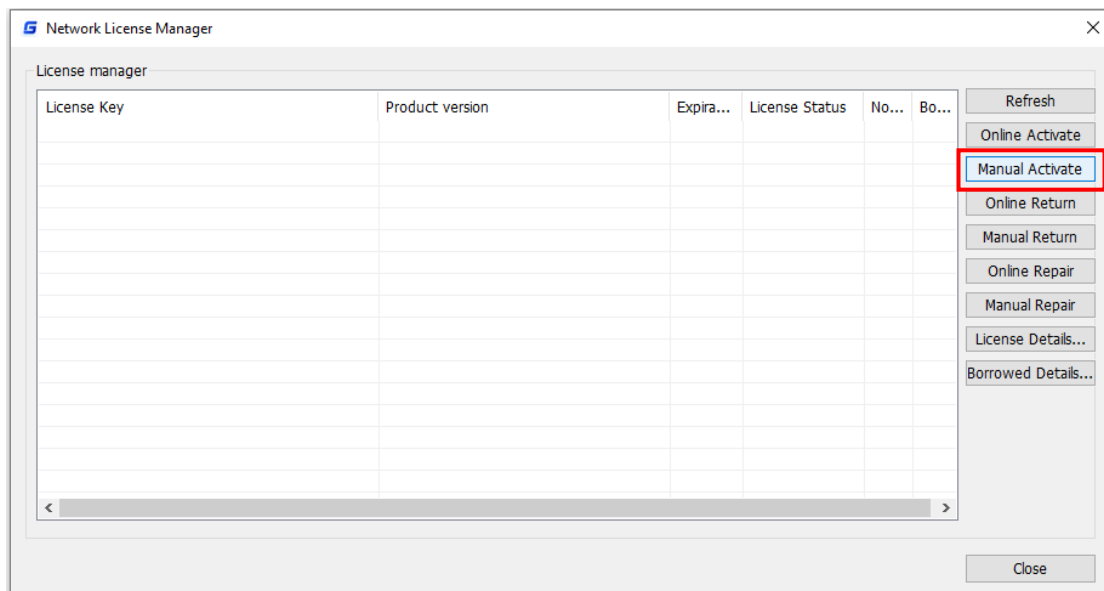 Network License Manager
License manager
License Key Product version Expira... License Status No... Bo...
Refresh
Online Activate
Manual Activate
Online Return
Manual Return
Online Repair
Manual Repair
License Details...
Borrowed Details...
Close